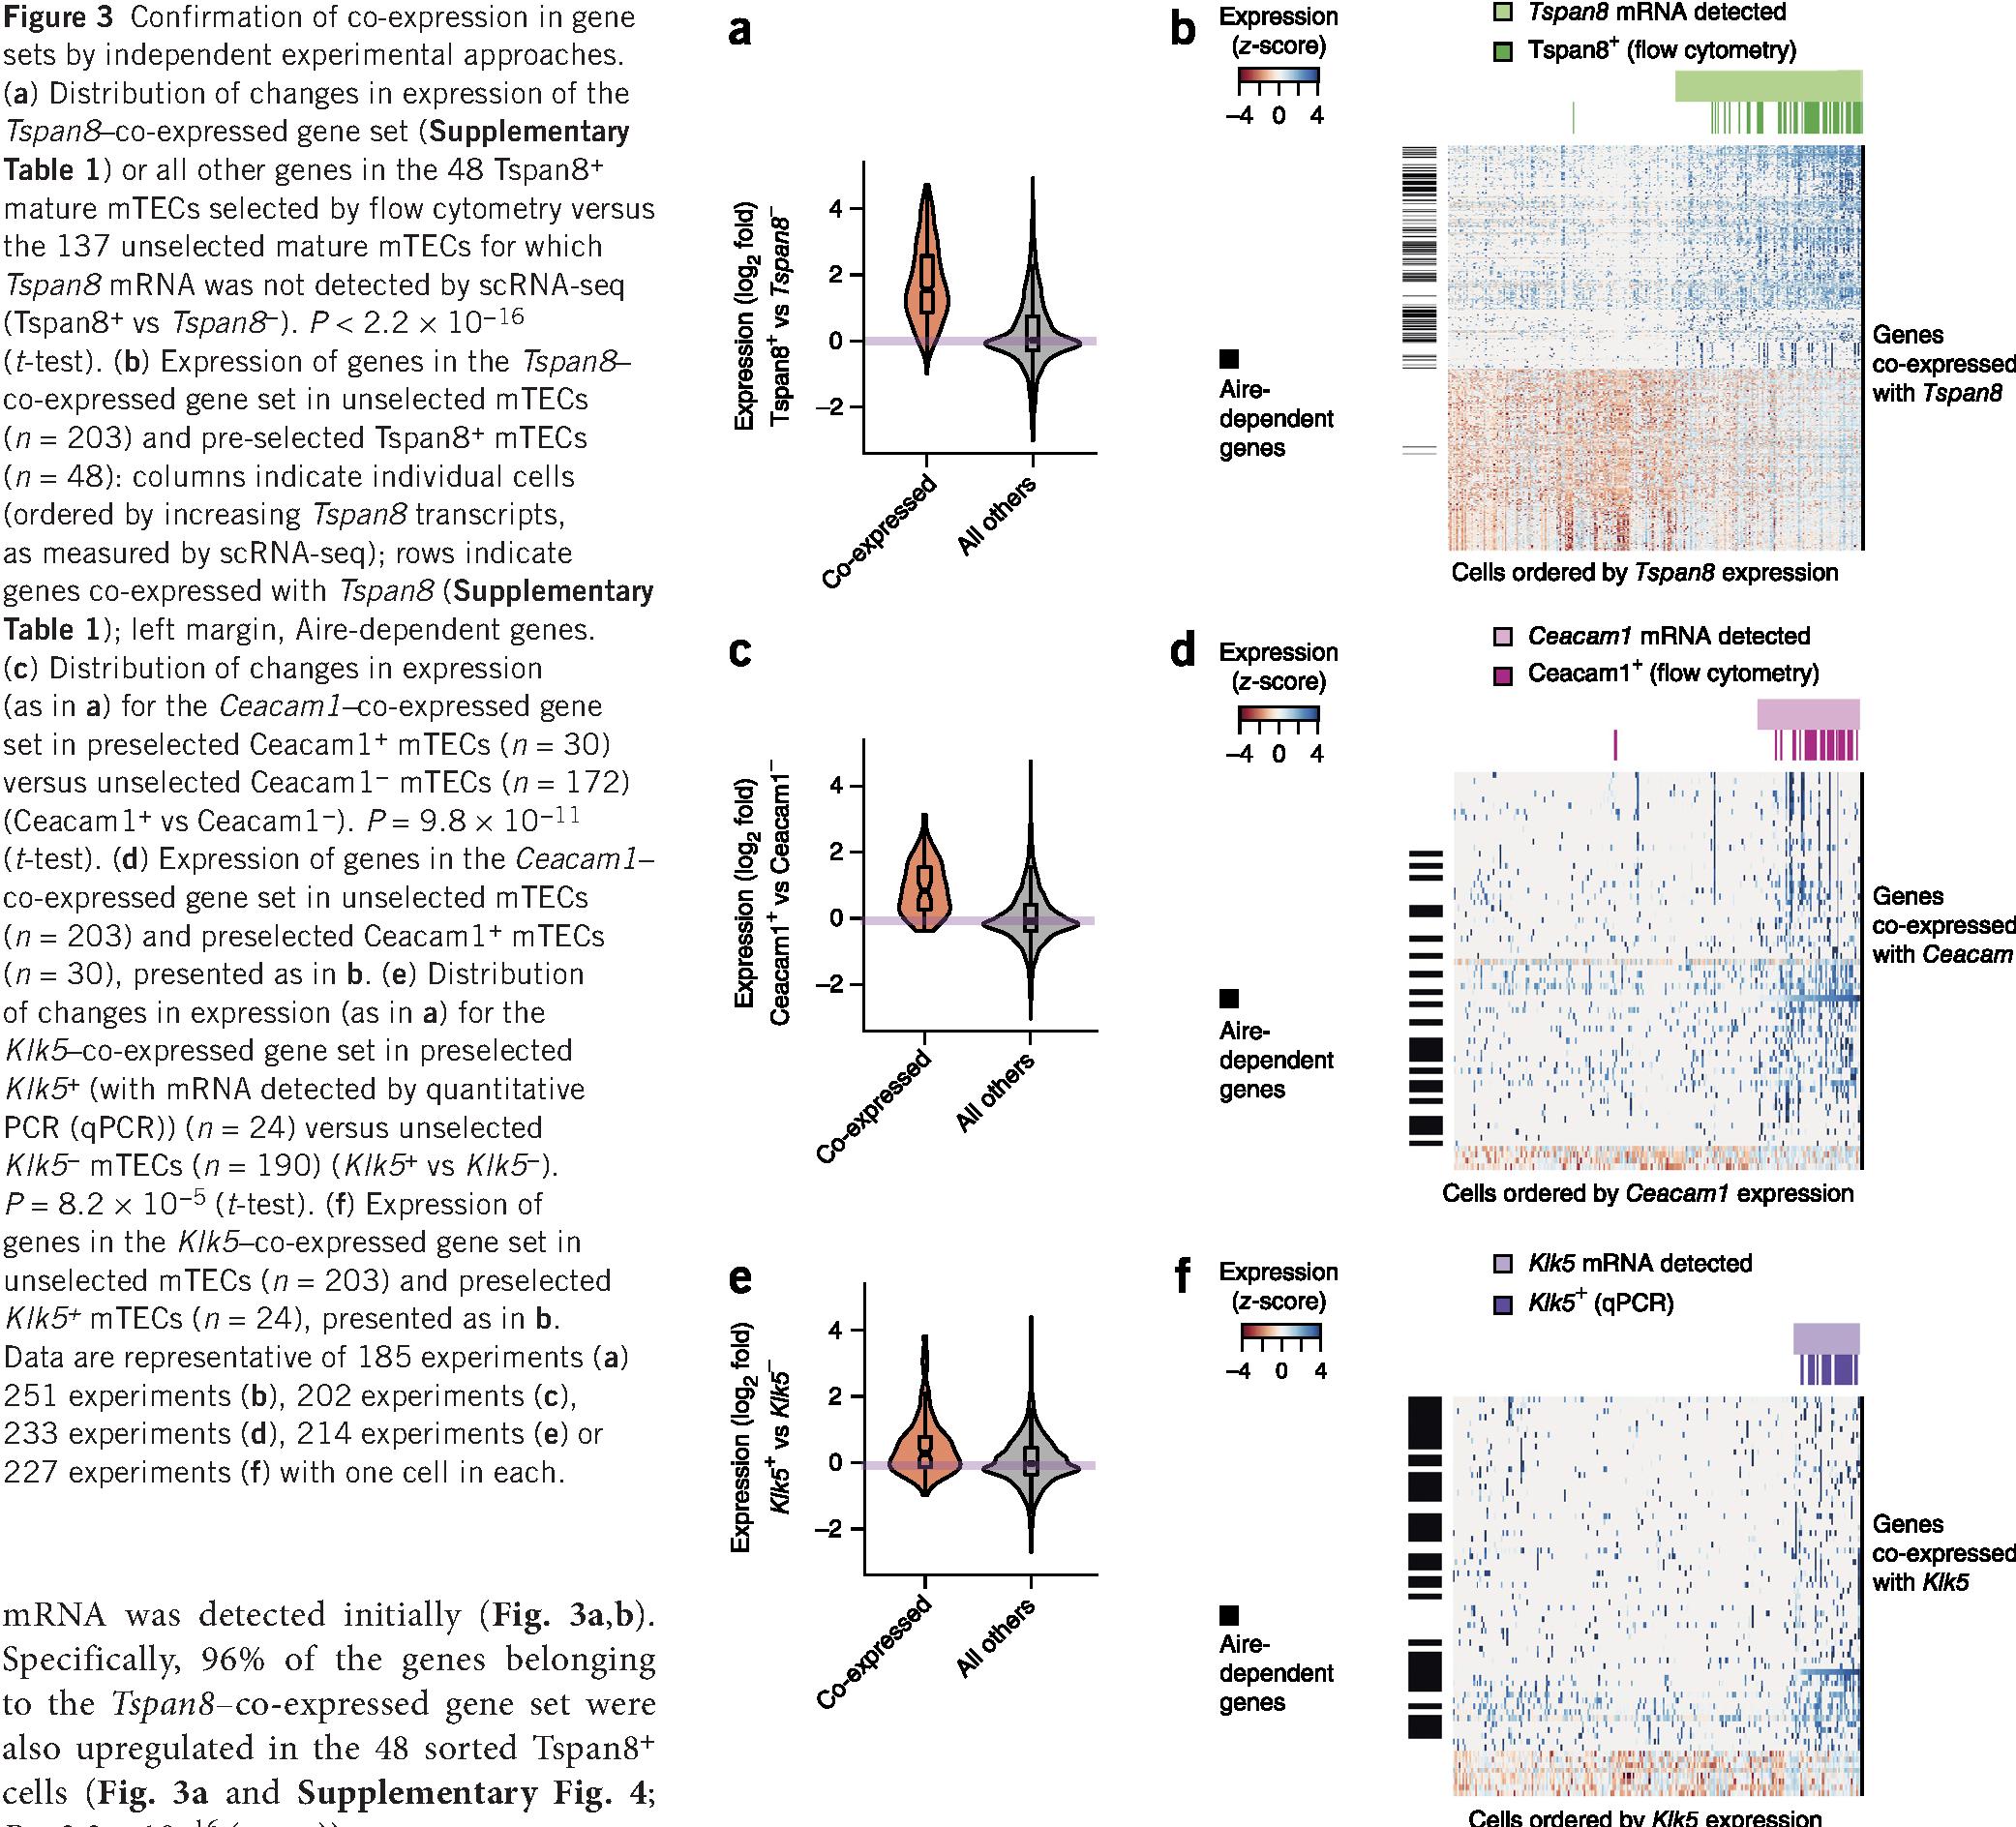 Figure 3 Confirmation of co-expression in gene
sets by independent experimental approaches.
(a) Distribution of changes in expression of the
Tspan8–co-expressed gene set (Supplementary
Table 1) or all other genes in the 48 Tspan8+
mature mTECs selected by flow cytometry versus
the 137 unselected mature mTECs for which
Tspan8 mRNA was not detected by scRNA-seq
(Tspan8+ vs Tspan8–). P < 2.2 × 10−16
(t-test). (b) Expression of genes in the Tspan8–
co-expressed gene set in unselected mTECs
(n = 203) and pre-selected Tspan8+ mTECs
(n = 48): columns indicate individual cells
(ordered by increasing Tspan8 transcripts,
as measured by scRNA-seq); rows indicate
genes co-expressed with Tspan8 (Supplementary
Table 1); left margin, Aire-dependent genes.
(c) Distribution of changes in expression
(as in a) for the Ceacam1–co-expressed gene
set in preselected Ceacam1+ mTECs (n = 30)
versus unselected Ceacam1− mTECs (n = 172)
(Ceacam1+ vs Ceacam1−). P = 9.8 × 10−11
(t-test). (d) Expression of genes in the Ceacam1–
co-expressed gene set in unselected mTECs
(n = 203) and preselected Ceacam1+ mTECs
(n = 30), presented as in b. (e) Distribution
of changes in expression (as in a) for the
Klk5–co-expressed gene set in preselected
Klk5+ (with mRNA detected by quantitative
PCR (qPCR)) (n = 24) versus unselected
Klk5− mTECs (n = 190) (Klk5+ vs Klk5−).
P = 8.2 × 10−5 (t-test). (f) Expression of
genes in the Klk5–co-expressed gene set in
unselected mTECs (n = 203) and preselected
Klk5+ mTECs (n = 24), presented as in b.
Data are representative of 185 experiments (a)
251 experiments (b), 202 experiments (c),
233 experiments (d), 214 experiments (e) or
227 experiments (f) with one cell in each.
mRNA was detected initially (Fig. 3a,b).
Specifically, 96% of the genes belonging
to the Tspan8–co-expressed gene set were
also upregulated in the 48 sorted Tspan8+
cells (Fig. 3a and Supplementary Fig. 4;
a
Expression (log2 fold)
Tspan8+ vs Tspan8−
4
2
0
−2
Co-expressed
All others
b
Expression
(z-score)
−4 0 4
Tspan8 mRNA detected
Tspan8+ (flow cytometry)
Aire-
dependent
genes
Genes
co-expressed
with Tspan8
Cells ordered by Tspan8 expression
c
Expression (log2 fold)
Ceacam1+ vs Ceacam1−
4
2
0
−2
Co-expressed
All others
d
Expression
(z-score)
−4 0 4
Ceacam1 mRNA detected
Ceacam1+ (flow cytometry)
Aire-
dependent
genes
Genes
co-expressed
with Ceacam
Cells ordered by Ceacam1 expression
e
Expression (log2 fold)
Klk5+ vs Klk5−
4
2
0
−2
Co-expressed
All others
f
Expression
(z-score)
−4 0 4
Klk5 mRNA detected
Klk5+ (qPCR)
Aire-
dependent
genes
Genes
co-expressed
with Klk5
Cells ordered by Klk5 expression